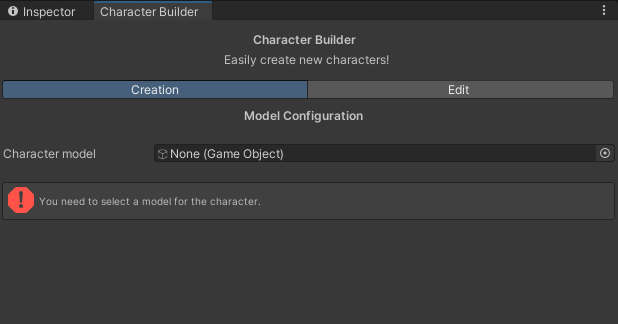 Inspector Character Builder
Character Builder
Easily create new characters!
Creation Edit
Model Configuration
Character model None (Game Object)
You need to select a model for the character.